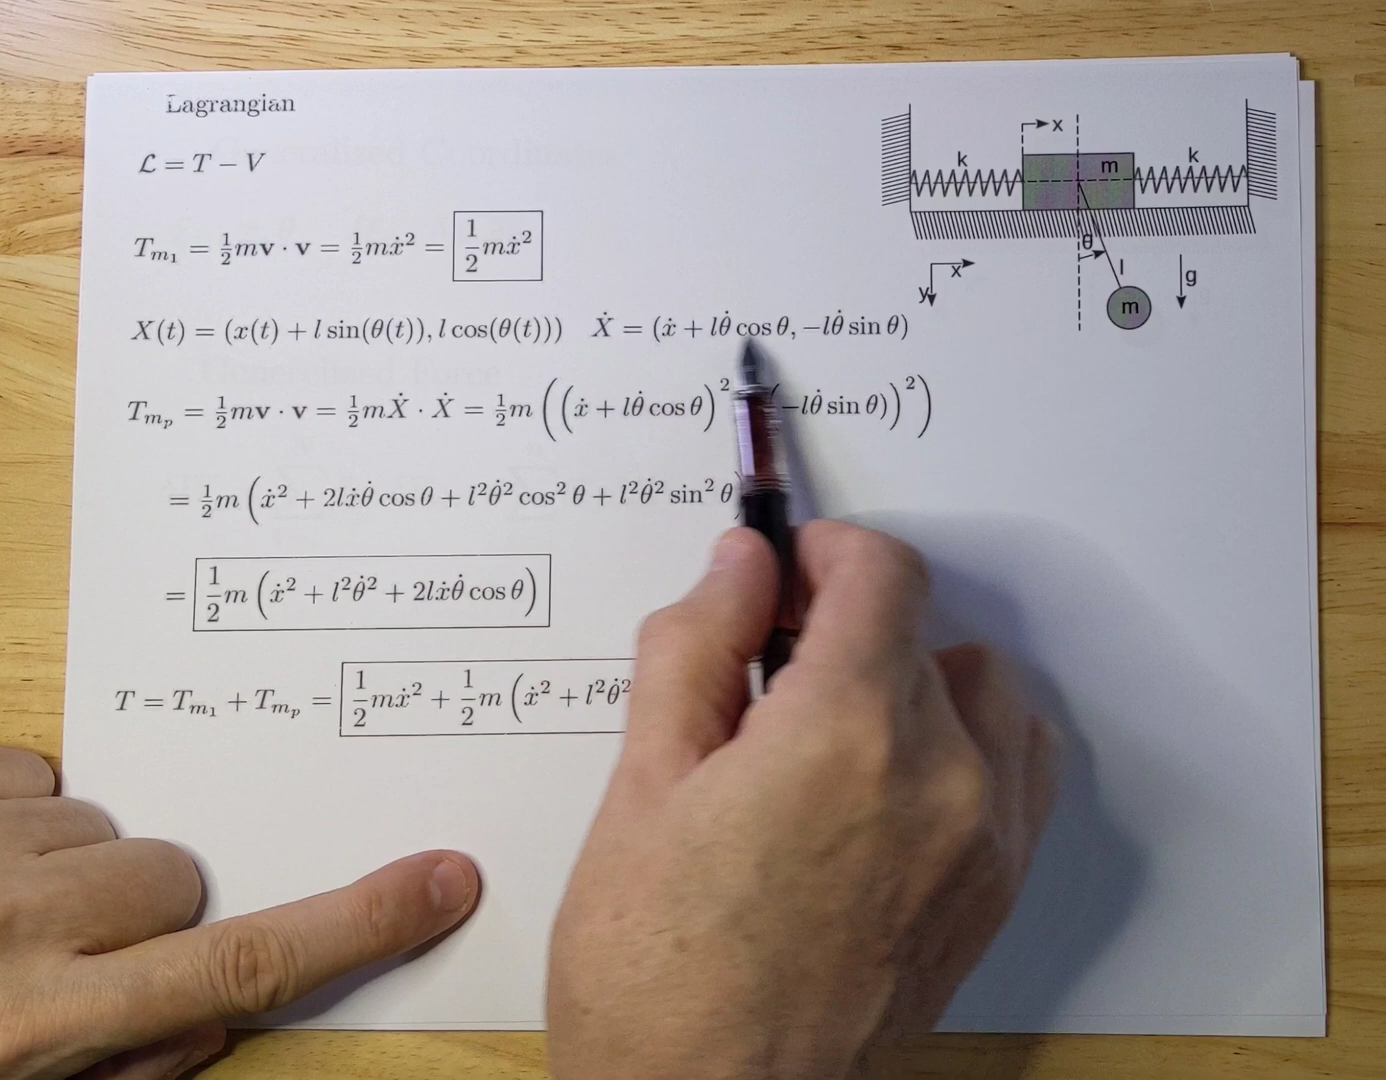 Lagrangian
ℒ = T − V
T_{m_1} = ½m𝐯 · 𝐯 = ½mẋ² = ½mẋ²
X(t) = (x(t) + l sin(θ(t)), l cos(θ(t))) Ẋ = (ẋ + lθ̇ cos θ, −lθ̇ sin θ)
T_{m_p} = ½m𝐯 · 𝐯 = ½mẊ · Ẋ = ½m((ẋ + lθ̇ cos θ)² (−lθ̇ sin θ))²)
= ½m(ẋ² + 2lẋθ̇ cos θ + l²θ̇² cos² θ + l²θ̇² sin² θ
= ½m(ẋ² + l²θ̇² + 2lẋθ̇ cos θ)
T = T_{m_1} + T_{m_p} = ½mẋ² + ½m(ẋ² + l²θ̇²
x
k m k
θ
x l g
y
m